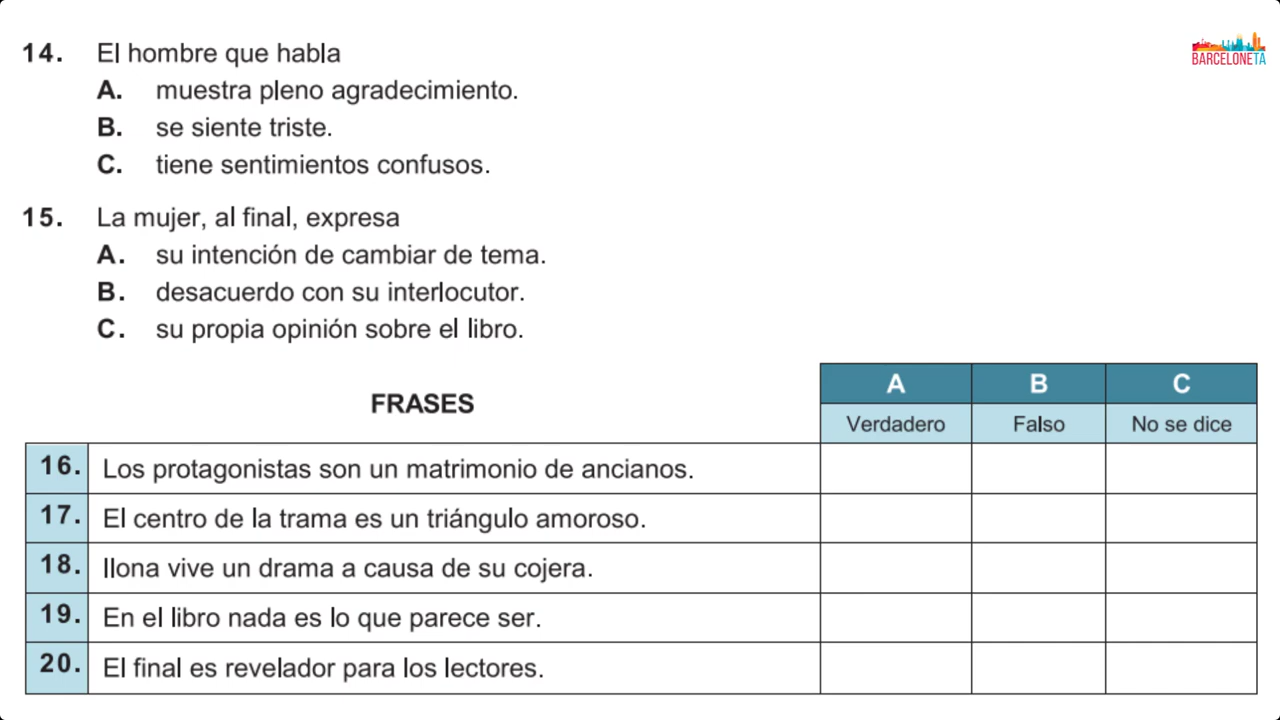 BARCELONETA
14. El hombre que habla
A. muestra pleno agradecimiento.
B. se siente triste.
C. tiene sentimientos confusos.
15. La mujer, al final, expresa
A. su intención de cambiar de tema.
B. desacuerdo con su interlocutor.
C. su propia opinión sobre el libro.
FRASES
A B C
Verdadero Falso No se dice
16. Los protagonistas son un matrimonio de ancianos.
17. El centro de la trama es un triángulo amoroso.
18. Ilona vive un drama a causa de su cojera.
19. En el libro nada es lo que parece ser.
20. El final es revelador para los lectores.